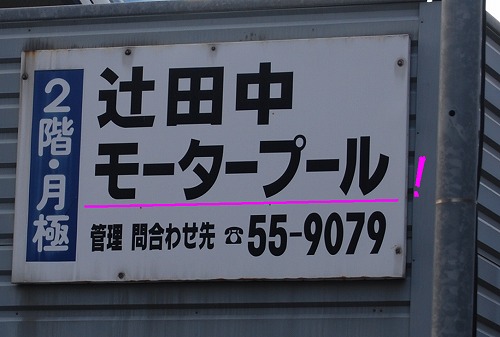 2階・月極
辻田中
モータープール
管理 問合わせ先 ☎55-9079
!